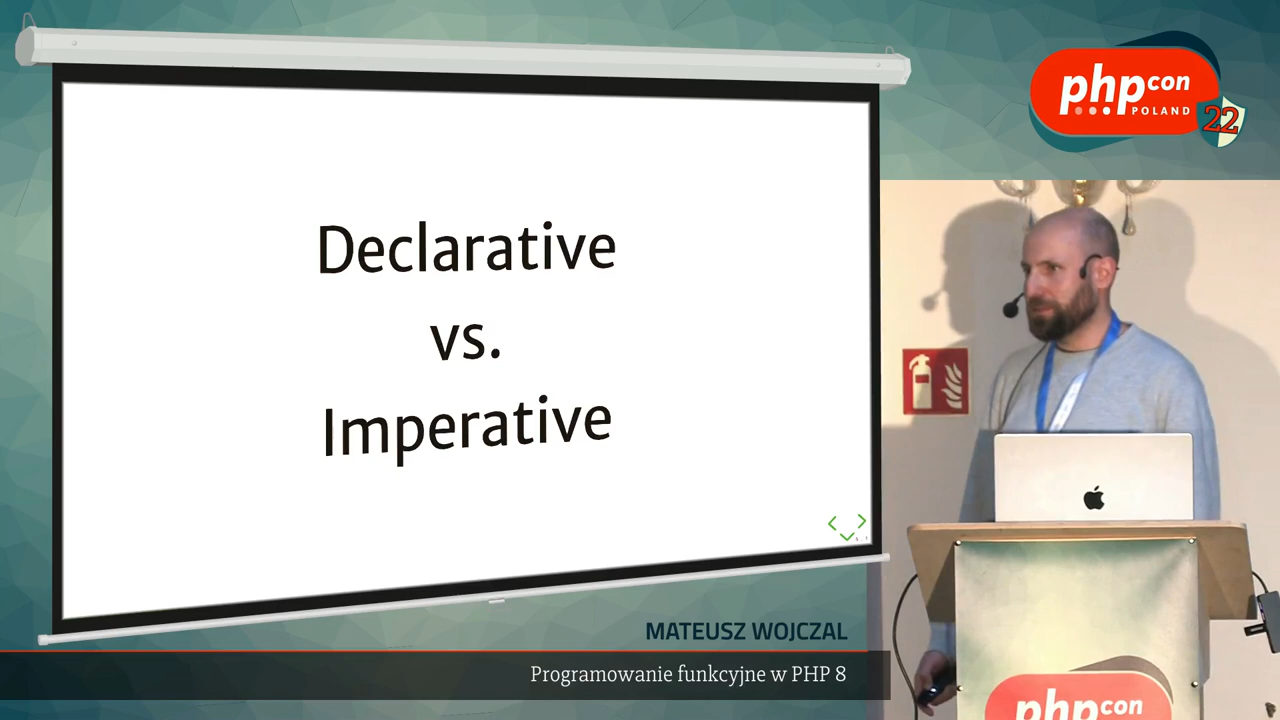 phpcon
POLAND
22
Declarative
vs.
Imperative
MATEUSZ WOJCZAL
Programowanie funkcyjne w PHP 8
phpcon